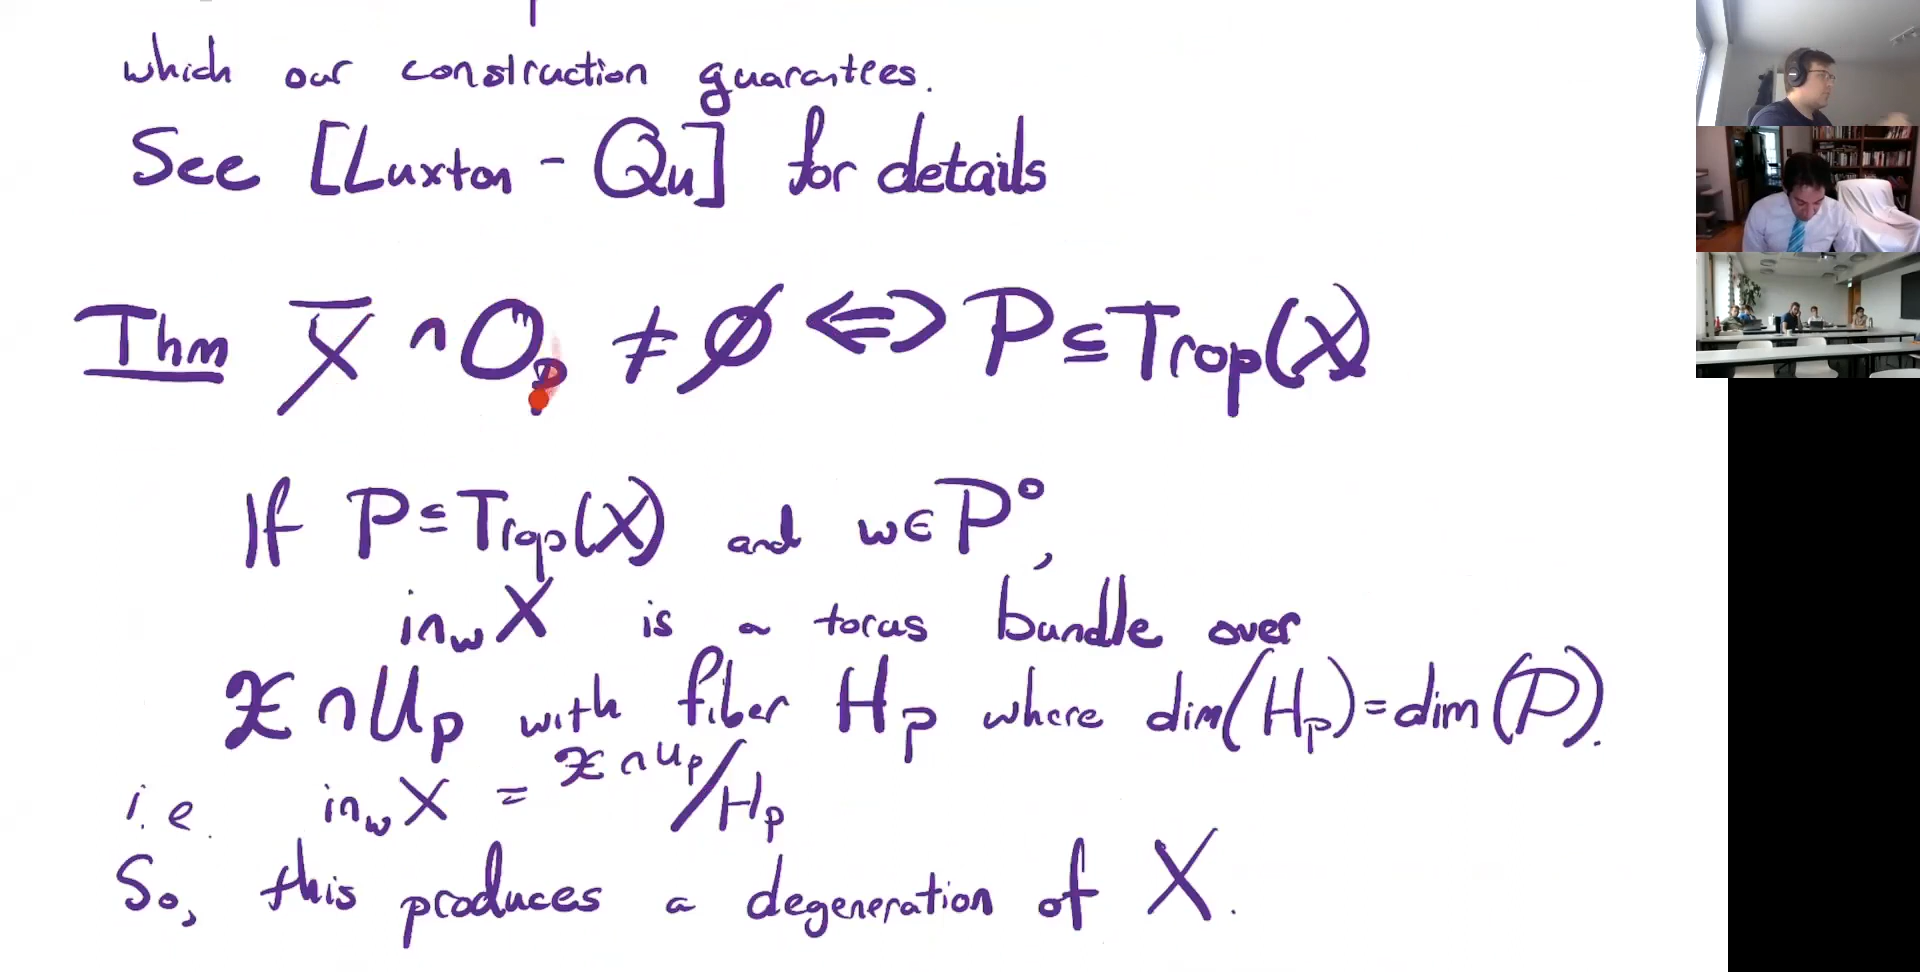 which our construction guarantees.
See [Luxton - Qu] for details
Thm X̅ ∩ O_P ≠ ∅ ⟺ P ⊆ Trop(X)
If P ⊆ Trop(X) and w ∈ P°,
in_w X is a torus bundle over
𝒳 ∩ U_P with fiber H_P where dim(H_P) = dim(P).
i.e. in_w X = 𝒳 ∩ U_P / H_P
So, this produces a degeneration of X.